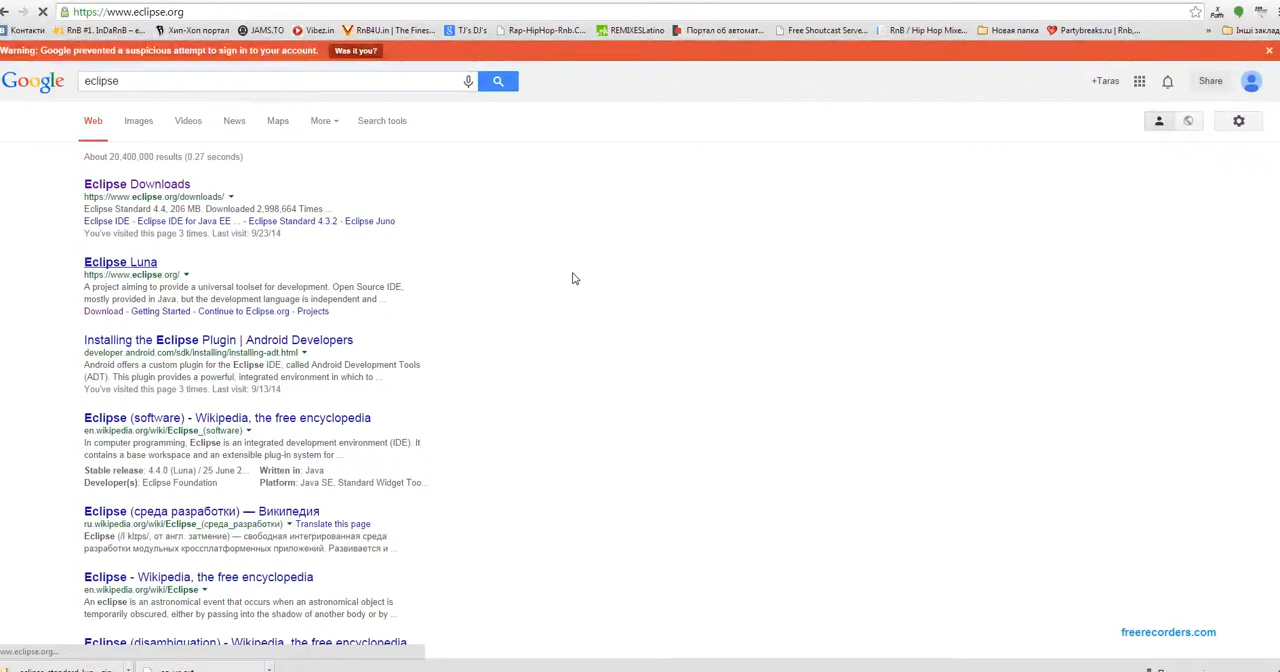 https://www.eclipse.org
Контакти RnB #1. InDaRnB – e... Хип-Хоп портал JAMS.TO Vibez.in RnB4U.in | The Fines... TJ's DJ's Rap-HipHop-Rnb.C... REMIXESLatino Портал об автомат... Free Shoutcast Serve... RnB / Hip Hop Mixe... Новая папка Partybreaks.ru | Rnb,... » Інші заклад
Warning: Google prevented a suspicious attempt to sign in to your account. Was it you? ×
Google eclipse +Taras Share
Web Images Videos News Maps More Search tools
About 20,400,000 results (0.27 seconds)
Eclipse Downloads
https://www.eclipse.org/downloads/
Eclipse Standard 4.4, 206 MB. Downloaded 2,998,664 Times ...
Eclipse IDE - Eclipse IDE for Java EE ... - Eclipse Standard 4.3.2 - Eclipse Juno
You've visited this page 3 times. Last visit: 9/23/14
Eclipse Luna
https://www.eclipse.org/
A project aiming to provide a universal toolset for development. Open Source IDE,
mostly provided in Java, but the development language is independent and ...
Download - Getting Started - Continue to Eclipse.org - Projects
Installing the Eclipse Plugin | Android Developers
developer.android.com/sdk/installing/installing-adt.html
Android offers a custom plugin for the Eclipse IDE, called Android Development Tools
(ADT). This plugin provides a powerful, integrated environment in which to ...
You've visited this page 3 times. Last visit: 9/13/14
Eclipse (software) - Wikipedia, the free encyclopedia
en.wikipedia.org/wiki/Eclipse_(software)
In computer programming, Eclipse is an integrated development environment (IDE). It
contains a base workspace and an extensible plug-in system for ...
Stable release: 4.4.0 (Luna) / 25 June 2... Written in: Java
Developer(s): Eclipse Foundation Platform: Java SE, Standard Widget Too...
Eclipse (среда разработки) — Википедия
ru.wikipedia.org/wiki/Eclipse_(среда_разработки) Translate this page
Eclipse (/iˈklɪps/, от англ. затмение) — свободная интегрированная среда
разработки модульных кроссплатформенных приложений. Развивается и ...
Eclipse - Wikipedia, the free encyclopedia
en.wikipedia.org/wiki/Eclipse
An eclipse is an astronomical event that occurs when an astronomical object is
temporarily obscured, either by passing into the shadow of another body or by ...
Eclipse (disambiguation) - Wikipedia, the free encyclopedia
freerecorders.com
ww.eclipse.org...